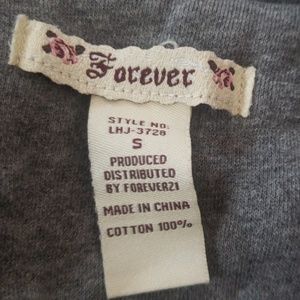 Forever
STYLE NO:
LHJ-3728
S
PRODUCED
DISTRIBUTED
BY FOREVER21
MADE IN CHINA
COTTON 100%